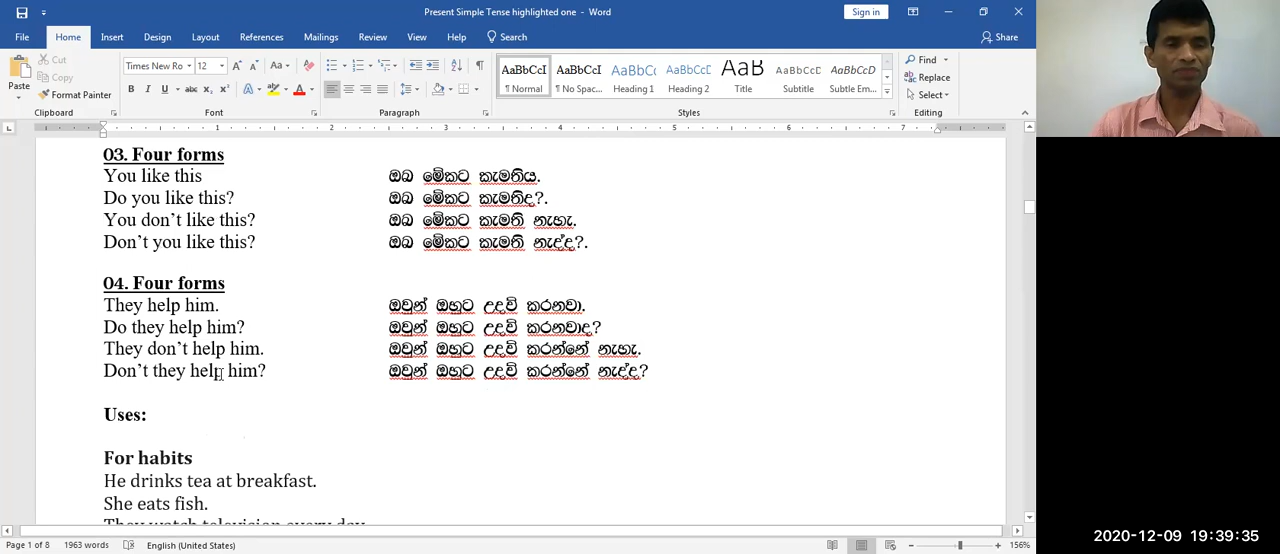 Present Simple Tense highlighted one - Word
Sign in
File Home Insert Design Layout References Mailings Review View Help Search Share
Paste
Cut
Copy
Format Painter
Clipboard
Times New Ro 12
Font
Paragraph
AaBbCcI AaBbCcI AaBbCc AaBbCcI AaB AaBbCcD AaBbCcD
¶ Normal ¶ No Spac... Heading 1 Heading 2 Title Subtitle Subtle Em...
Styles
Find
Replace
Select
Editing
03. Four forms
You like this ඔබ මේකට කැමතිය.
Do you like this? ඔබ මේකට කැමතිද?.
You don't like this? ඔබ මේකට කැමති නැහැ.
Don't you like this? ඔබ මේකට කැමති නැද්ද?.
04. Four forms
They help him. ඔවුන් ඔහුට උදව් කරනවා.
Do they help him? ඔවුන් ඔහුට උදව් කරනවාද?
They don't help him. ඔවුන් ඔහුට උදව් කරන්නේ නැහැ.
Don't they help him? ඔවුන් ඔහුට උදව් කරන්නේ නැද්ද?
Uses:
For habits
He drinks tea at breakfast.
She eats fish.
They watch television every day.
Page 1 of 8 1963 words English (United States) 156%
2020-12-09 19:39:35